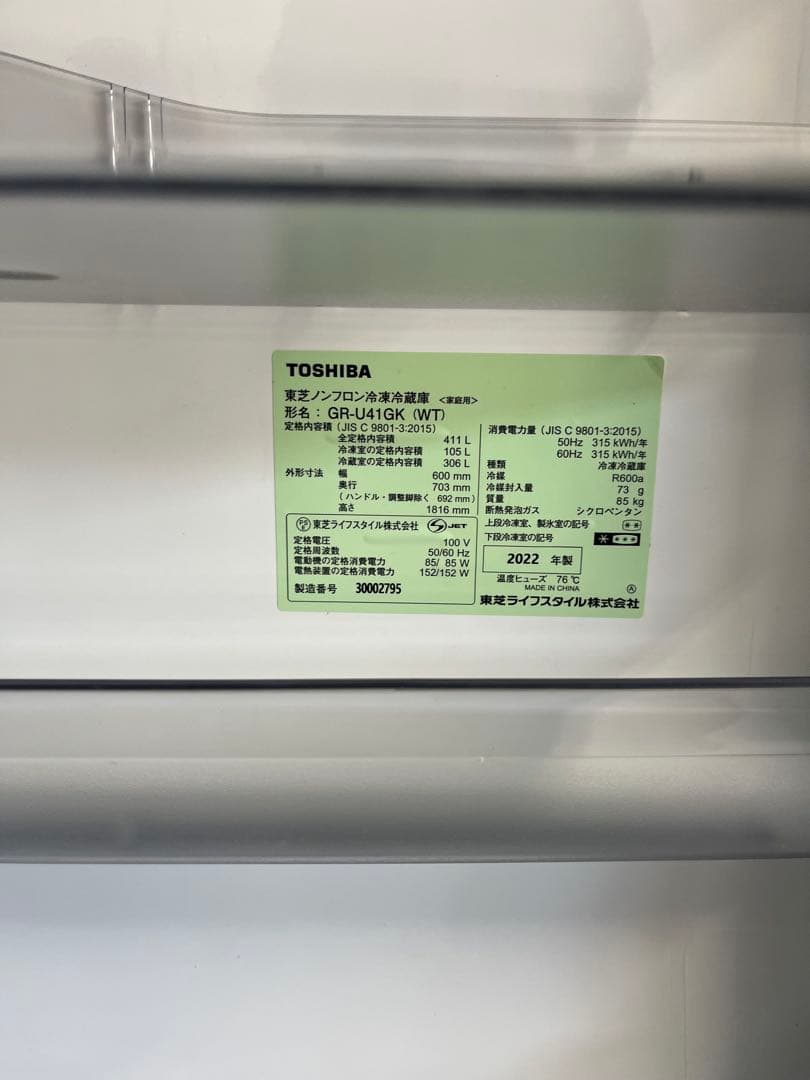 TOSHIBA
東芝ノンフロン冷凍冷蔵庫 <家庭用>
形名: GR-U41GK (WT)
定格内容積 (JIS C 9801-3:2015)
全定格内容積 411 L
冷凍室の定格内容積 105 L
冷蔵室の定格内容積 306 L
外形寸法 幅 600 mm
奥行 703 mm
(ハンドル・調整脚除く 692 mm)
高さ 1816 mm
PS E 東芝ライフスタイル株式会社 S JET
定格電圧 100 V
定格周波数 50/60 Hz
電動機の定格消費電力 85/ 85 W
電熱装置の定格消費電力 152/152 W
製造番号 30002795
消費電力量 (JIS C 9801-3:2015)
50Hz 315 kWh/年
60Hz 315 kWh/年
種類 冷凍冷蔵庫
冷媒 R600a
冷媒封入量 73 g
質量 85 kg
断熱発泡ガス シクロペンタン
上段冷凍室、製氷室の記号 **
下段冷凍室の記号 * ***
2022 年製
温度ヒューズ 76 ℃
MADE IN CHINA Ⓐ
東芝ライフスタイル株式会社